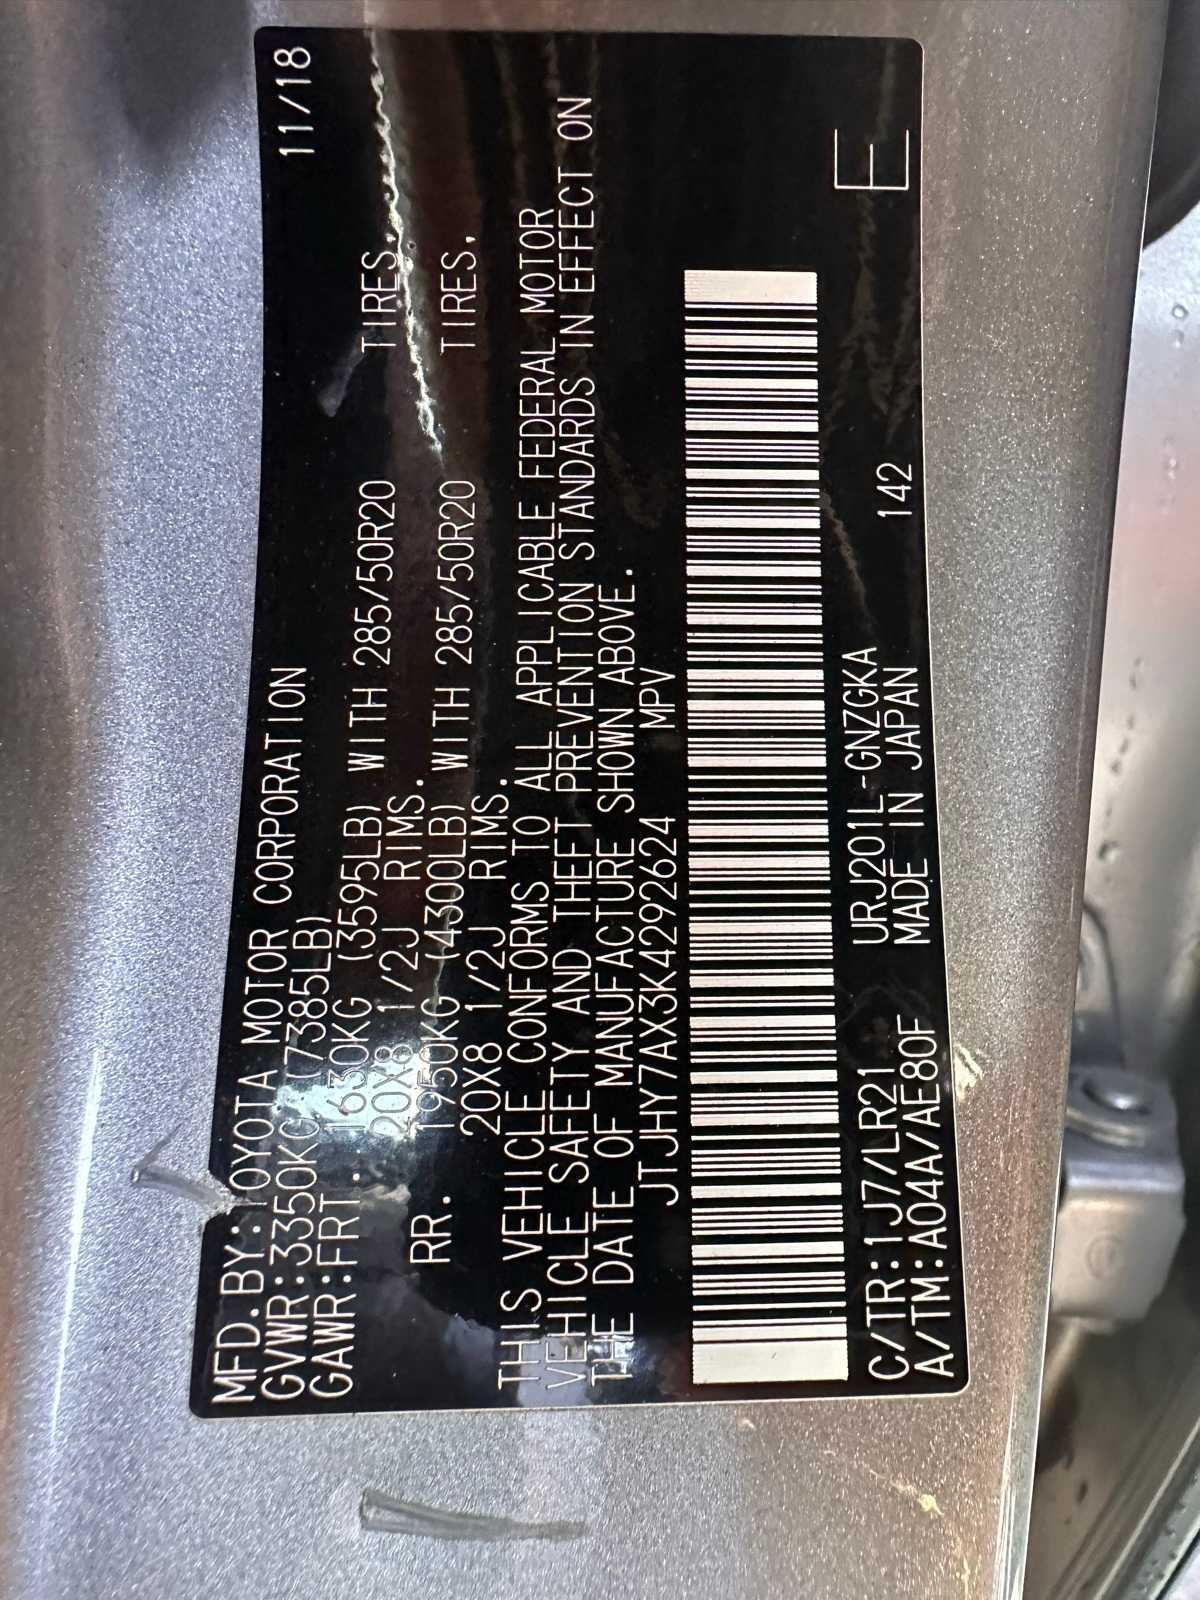 MFD.BY:TOYOTA MOTOR CORPORATION 11/18
GVWR:3350KG(7385LB)
GAWR:FRT. 1630KG (3595LB) WITH 285/50R20 TIRES,
20X8 1/2J RIMS.
RR. 1950KG (4300LB) WITH 285/50R20 TIRES,
20X8 1/2J RIMS.
THIS VEHICLE CONFORMS TO ALL APPLICABLE FEDERAL MOTOR
VEHICLE SAFETY AND THEFT PREVENTION STANDARDS IN EFFECT ON
THE DATE OF MANUFACTURE SHOWN ABOVE.
JTJHY7AX3K4292624 MPV
C/TR:1J7/LR21 URJ201L-GNZGKA 142 E
A/TM:A04A/AE80F MADE IN JAPAN